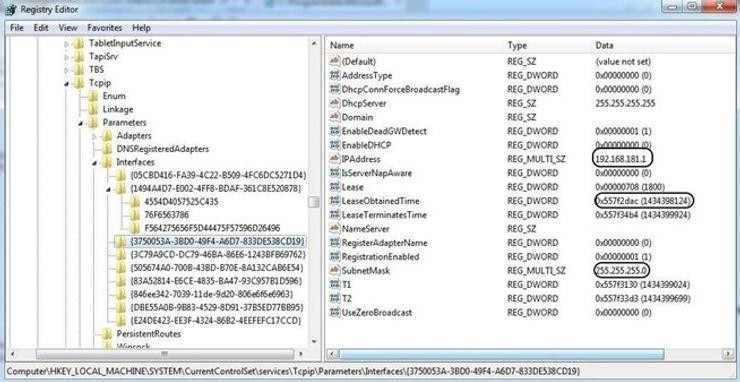 Registry Editor
File Edit View Favorites Help
TabletInputService
TapiSrv
TBS
Tcpip
Enum
Linkage
Parameters
Adapters
DNSRegisteredAdapters
Interfaces
{05CBD416-FA39-4C22-B509-4FC6DC5271D4}
{1494A4D7-E002-4FF8-BDAF-361C8E520878}
4554D4057525C435
76F6563786
F564275656F5D44475F57596D26496
{3750053A-3BD0-49F4-A6D7-833DE538CD19}
{3C79A9CD-DC79-46BA-86E6-1243BFB69762}
{505674A0-700B-43BD-B70E-8A132CAB6E54}
{83A52814-E6CE-4835-BA47-93C957B1D596}
{846ee342-7039-11de-9d20-806e6f6e6963}
{DBE55A0B-9B83-4529-8D91-37B5ED77BB95}
{E24DE423-EE3F-4324-86B2-4EEFEFC17CCD}
PersistentRoutes
Winsock
Name Type Data
(Default) REG_SZ (value not set)
AddressType REG_DWORD 0x00000000 (0)
DhcpConnForceBroadcastFlag REG_DWORD 0x00000000 (0)
DhcpServer REG_SZ 255.255.255.255
Domain REG_SZ
EnableDeadGWDetect REG_DWORD 0x00000001 (1)
EnableDHCP REG_DWORD 0x00000000 (0)
IPAddress REG_MULTI_SZ 192.168.181.1
IsServerNapAware REG_DWORD 0x00000000 (0)
Lease REG_DWORD 0x00000708 (1800)
LeaseObtainedTime REG_DWORD 0x557f2dac (1434398124)
LeaseTerminatesTime REG_DWORD 0x557f34b4 (1434399924)
NameServer REG_SZ
RegisterAdapterName REG_DWORD 0x00000000 (0)
RegistrationEnabled REG_DWORD 0x00000001 (1)
SubnetMask REG_MULTI_SZ 255.255.255.0
T1 REG_DWORD 0x557f3130 (1434399024)
T2 REG_DWORD 0x557f33d3 (1434399699)
UseZeroBroadcast REG_DWORD 0x00000000 (0)
Computer\HKEY_LOCAL_MACHINE\SYSTEM\CurrentControlSet\services\Tcpip\Parameters\Interfaces\{3750053A-3BD0-49F4-A6D7-833DE538CD19}